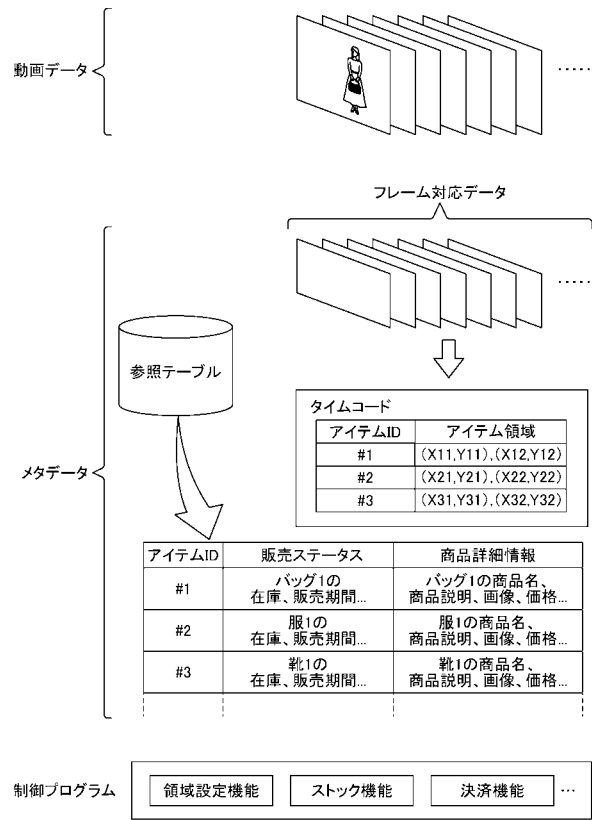 動画データ
.....
フレーム対応データ
.....
参照テーブル
メタデータ
タイムコード
アイテムID アイテム領域
#1 (X11,Y11),(X12,Y12)
#2 (X21,Y21),(X22,Y22)
#3 (X31,Y31),(X32,Y32)
アイテムID 販売ステータス 商品詳細情報
#1 バッグ1の 在庫、販売期間... バッグ1の商品名、 商品説明、画像、価格...
#2 服1の 在庫、販売期間... 服1の商品名、 商品説明、画像、価格...
#3 靴1の 在庫、販売期間... 靴1の商品名、 商品説明、画像、価格...
制御プログラム 領域設定機能 ストック機能 決済機能 …